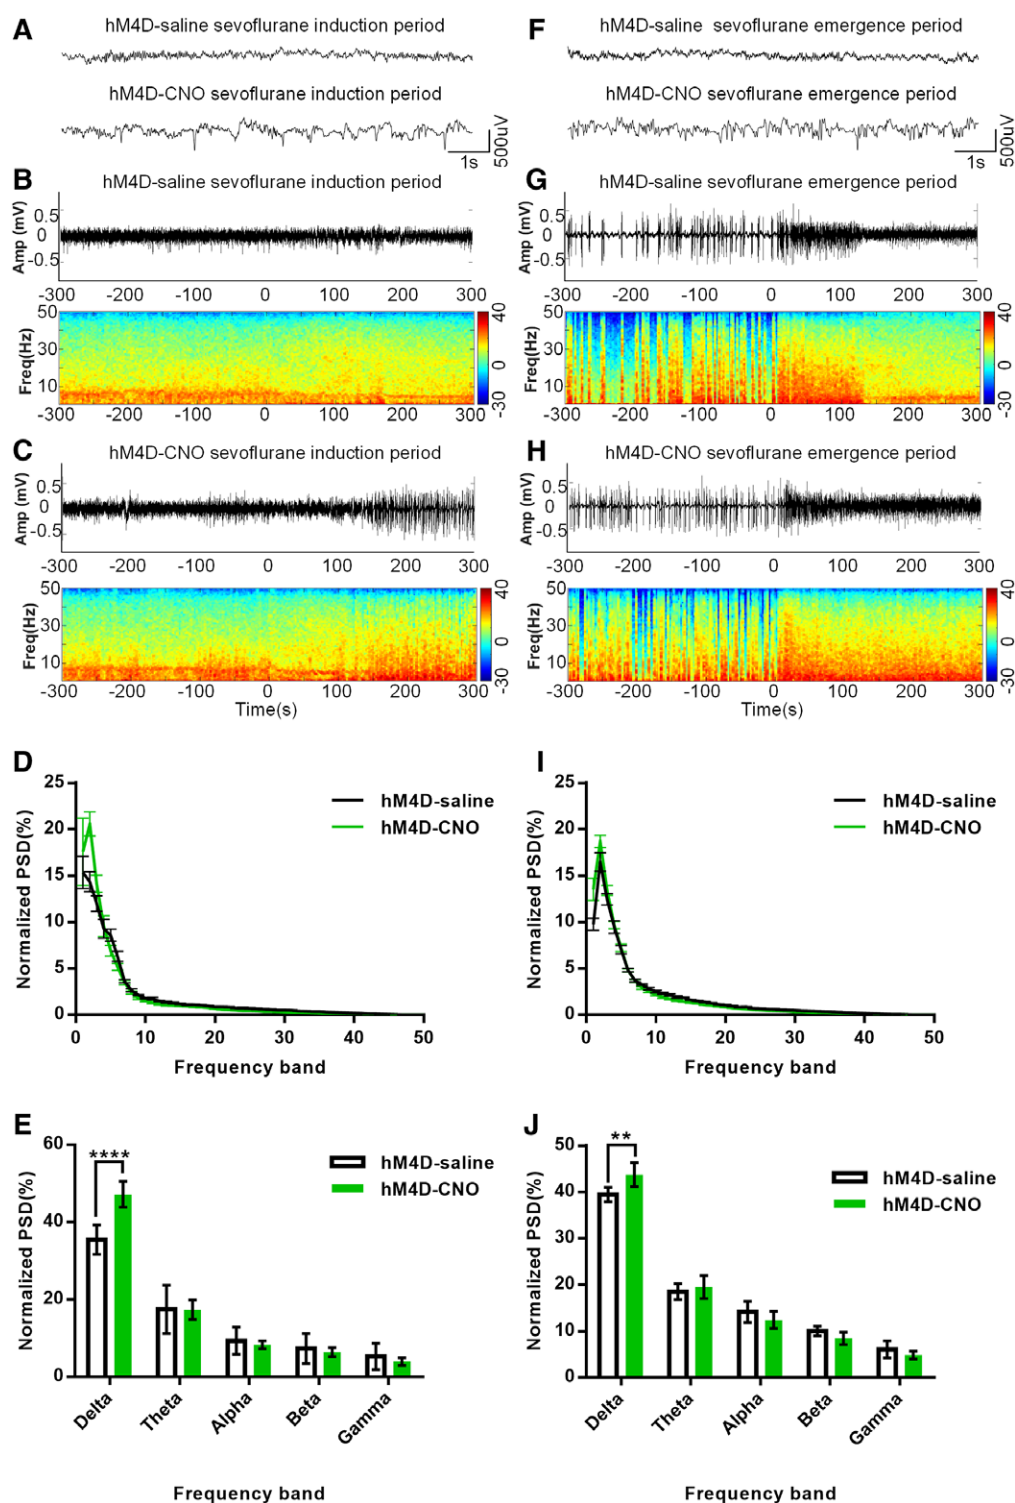 A
hM4D-saline sevoflurane induction period
hM4D-CNO sevoflurane induction period
1s
500uV
B
hM4D-saline sevoflurane induction period
Amp (mV)
0.5
0
-0.5
-300 -200 -100 0 100 200 300
Freq(Hz)
50
30
10
40
0
-30
-300 -200 -100 0 100 200 300
C
hM4D-CNO sevoflurane induction period
Amp (mV)
0.5
0
-0.5
-300 -200 -100 0 100 200 300
Freq(Hz)
50
30
10
40
0
-30
-300 -200 -100 0 100 200 300
Time(s)
D
Normalized PSD(%)
25
20
15
10
5
0
hM4D-saline
hM4D-CNO
0 10 20 30 40 50
Frequency band
E
Normalized PSD(%)
60
40
20
0
****
hM4D-saline
hM4D-CNO
Delta Theta Alpha Beta Gamma
Frequency band
F
hM4D-saline sevoflurane emergence period
hM4D-CNO sevoflurane emergence period
1s
500uV
G
hM4D-saline sevoflurane emergence period
Amp (mV)
0.5
0
-0.5
-300 -200 -100 0 100 200 300
Freq(Hz)
50
30
10
40
0
-30
-300 -200 -100 0 100 200 300
H
hM4D-CNO sevoflurane emergence period
Amp (mV)
0.5
0
-0.5
-300 -200 -100 0 100 200 300
Freq(Hz)
50
30
10
40
0
-30
-300 -200 -100 0 100 200 300
Time(s)
I
Normalized PSD(%)
25
20
15
10
5
0
hM4D-saline
hM4D-CNO
0 10 20 30 40 50
Frequency band
J
Normalized PSD(%)
50
40
30
20
10
0
**
hM4D-saline
hM4D-CNO
Delta Theta Alpha Beta Gamma
Frequency band